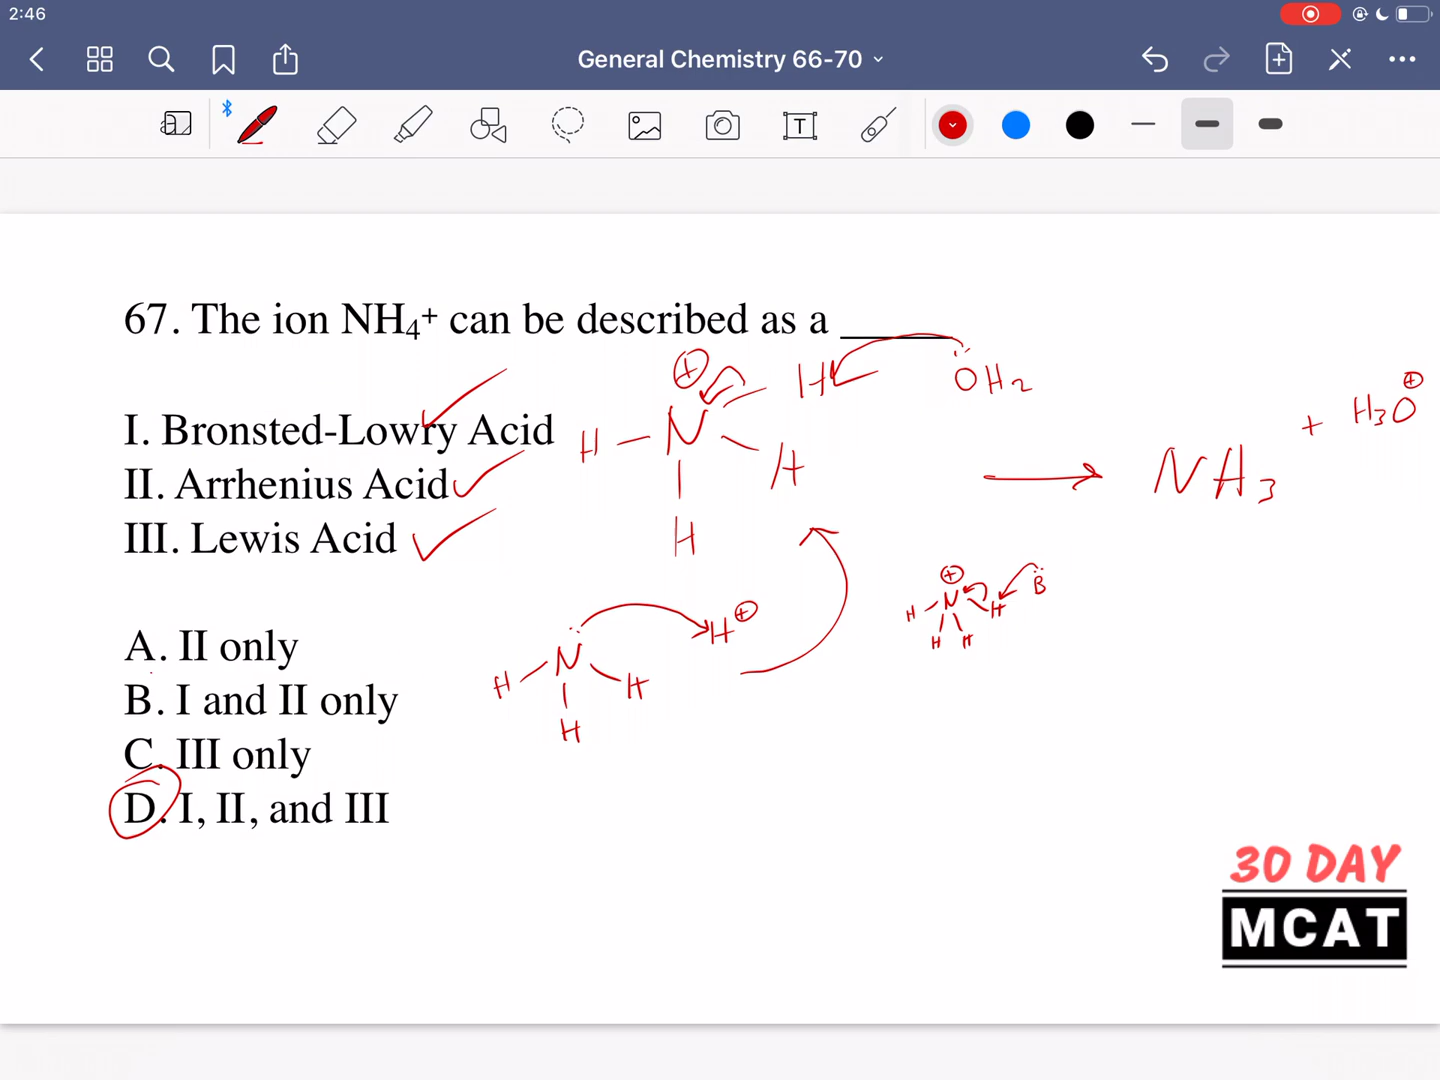 2:46
General Chemistry 66-70
T
67. The ion NH₄⁺ can be described as a ______
I. Bronsted-Lowry Acid
II. Arrhenius Acid
III. Lewis Acid
A. II only
B. I and II only
C. III only
D. I, II, and III
⊕
H N H H H
ÖH₂
NH₃ + H₃O ⊕
H N H H H ⊕
⊕ H N H H H B̈
30 DAY
MCAT